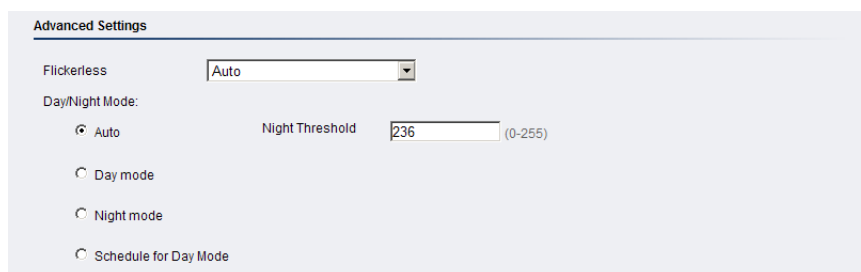 Advanced Settings
Flickerless Auto
Day/Night Mode:
Auto Night Threshold 236 (0-255)
Day mode
Night mode
Schedule for Day Mode